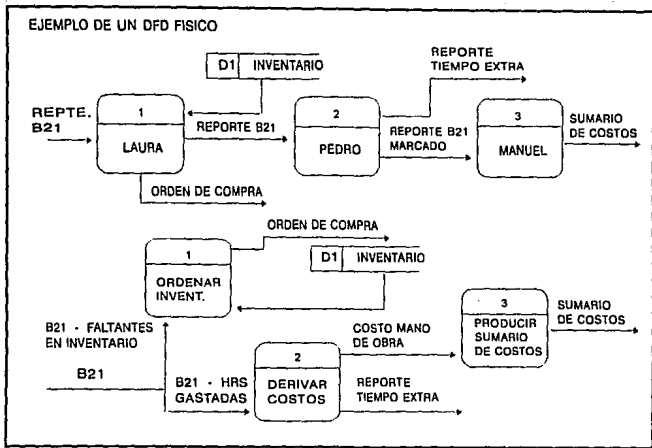 EJEMPLO DE UN DFD FISICO
D1 INVENTARIO
REPORTE
TIEMPO EXTRA
REPTE.
B21
1
LAURA
REPORTE B21
2
PEDRO
REPORTE B21
MARCADO
3
MANUEL
SUMARIO
DE COSTOS
ORDEN DE COMPRA
ORDEN DE COMPRA
1
ORDENAR
INVENT.
D1 INVENTARIO
B21 - FALTANTES
EN INVENTARIO
B21
B21 - HRS
GASTADAS
2
DERIVAR
COSTOS
COSTO MANO
DE OBRA
REPORTE
TIEMPO EXTRA
3
PRODUCIR
SUMARIO
DE COSTOS
SUMARIO
DE COSTOS